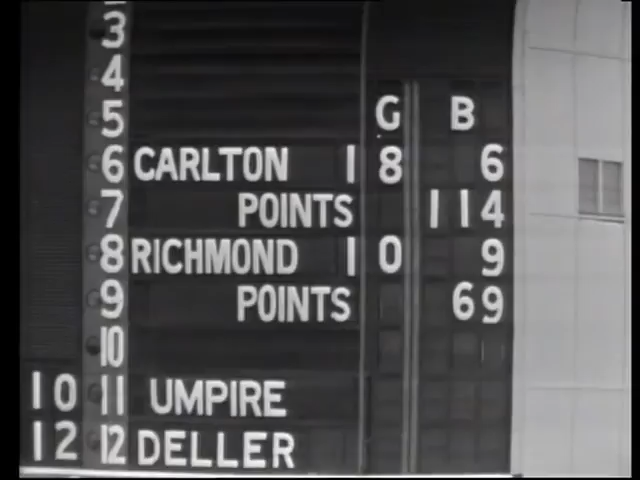 3
4
5 G B
6 CARLTON 18 6
7 POINTS 114
8 RICHMOND 10 9
9 POINTS 69
10
10 11 UMPIRE
12 12 DELLER